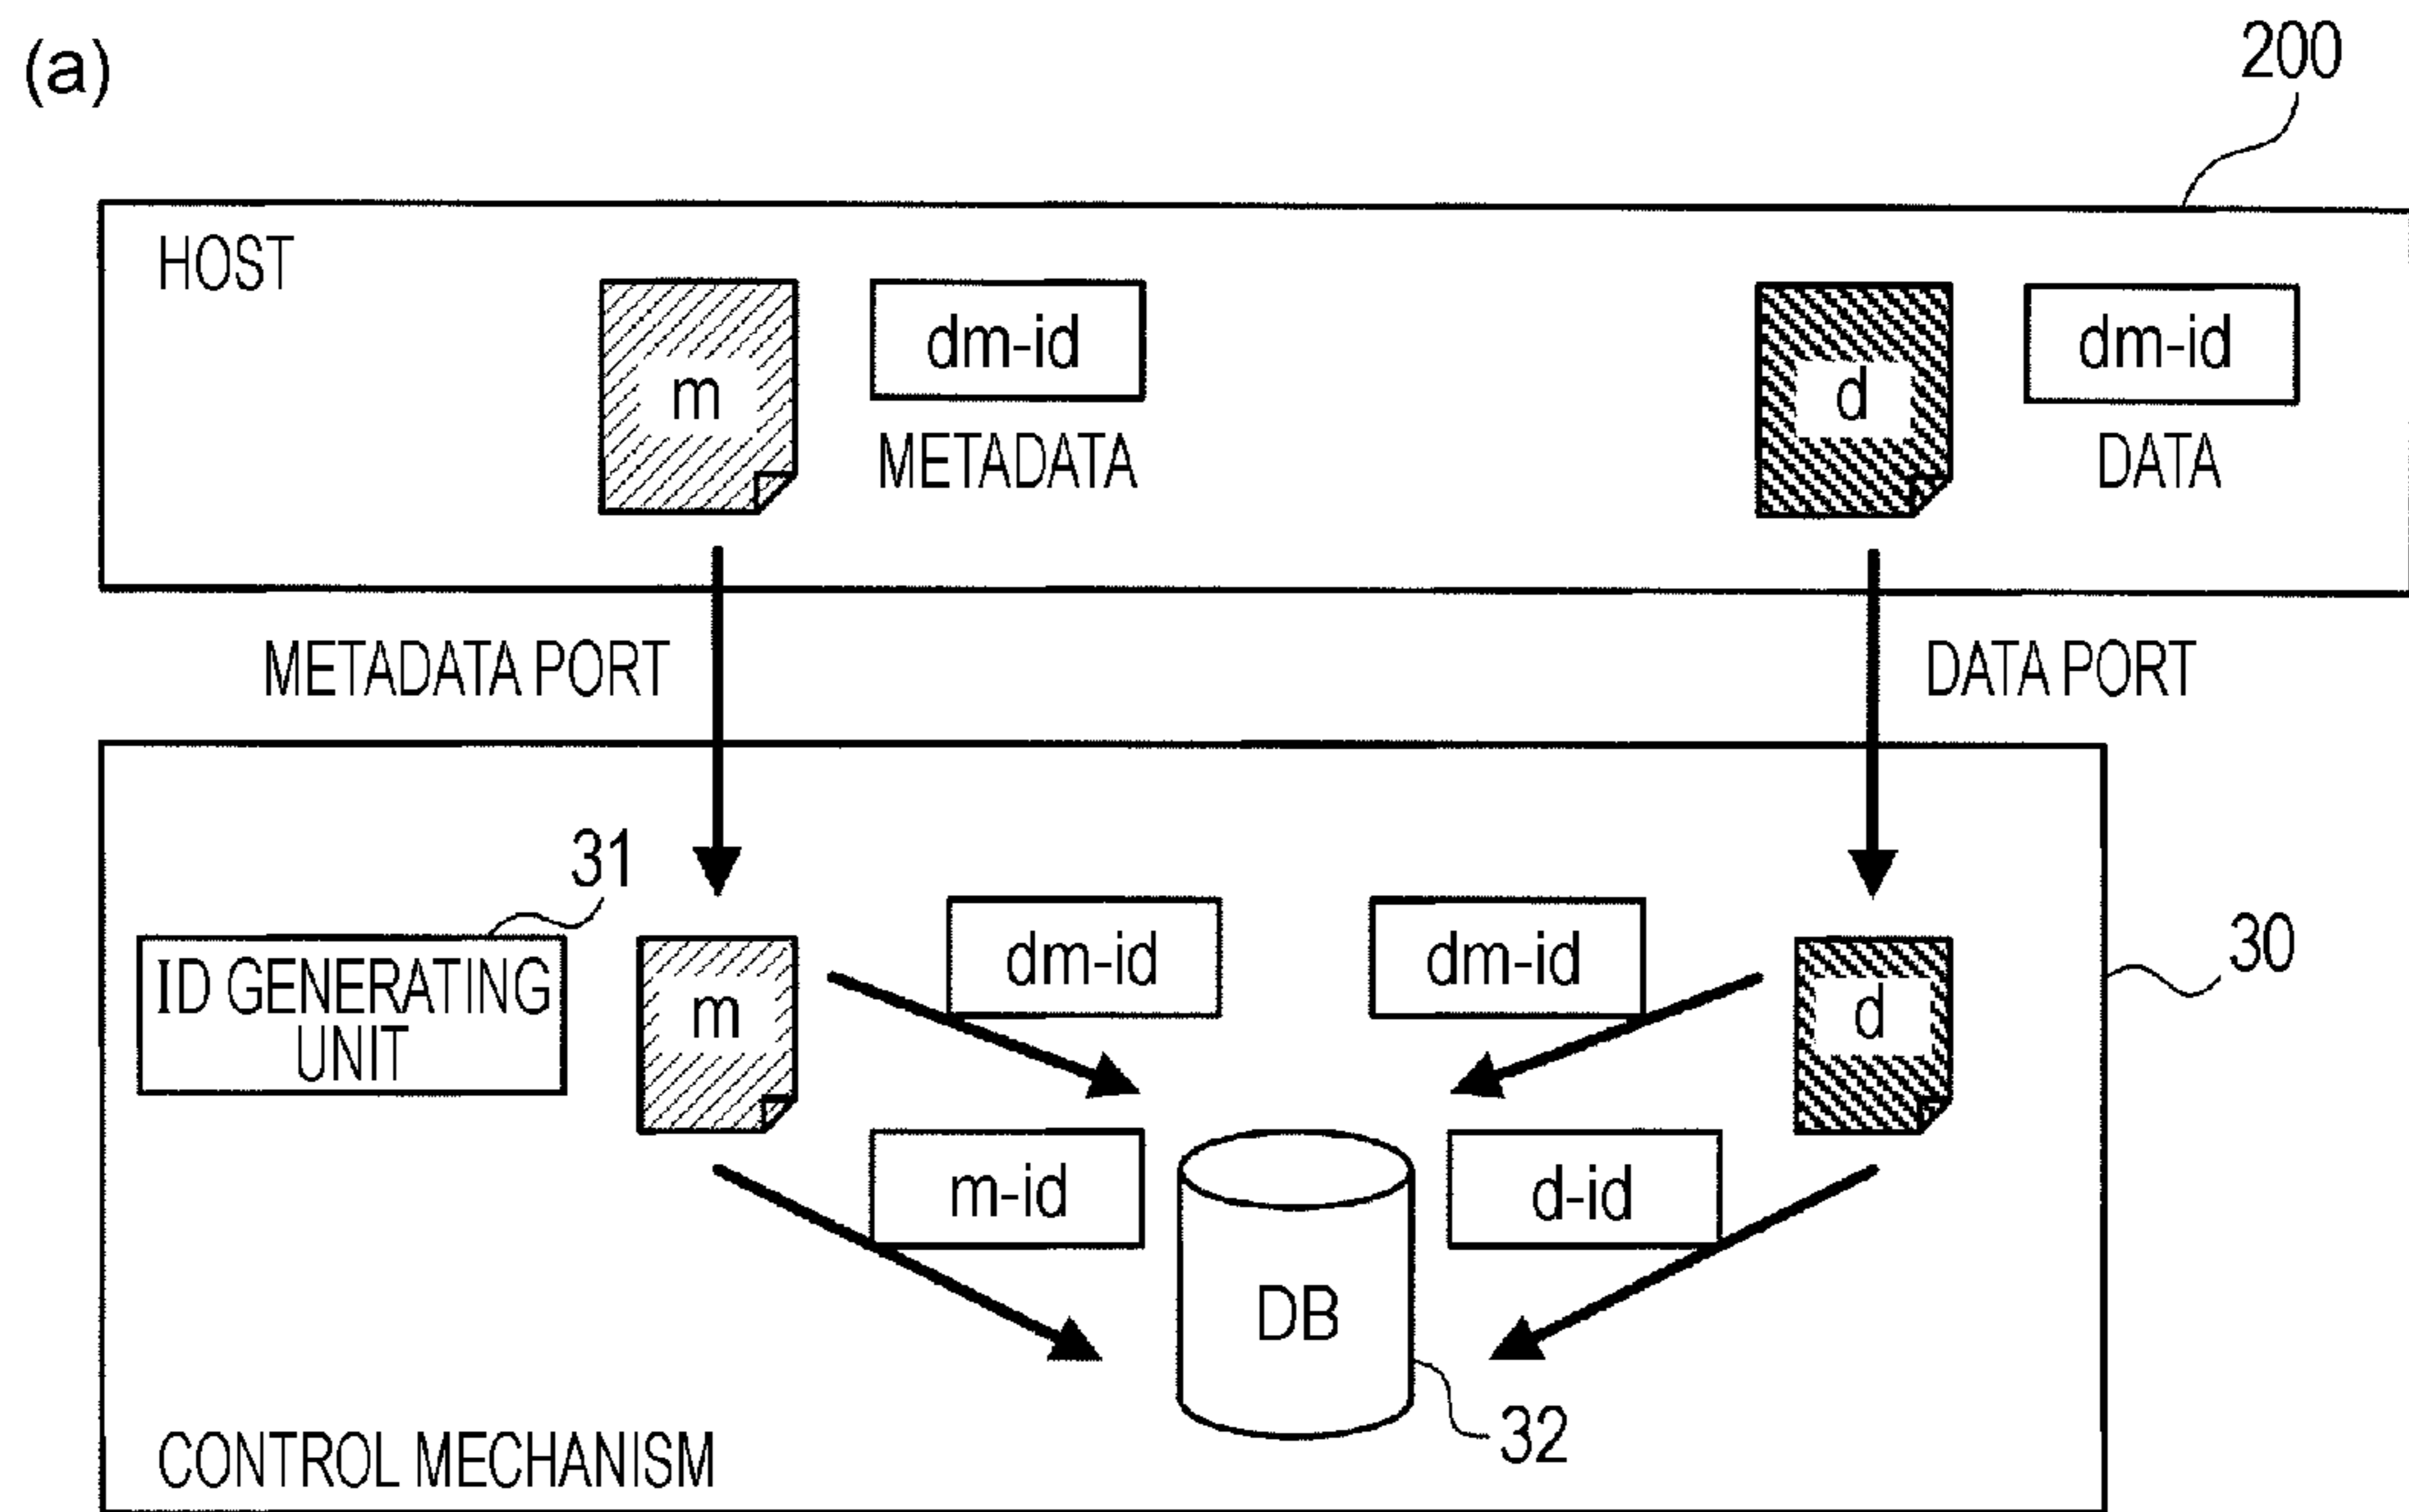 (a)
200
HOST
m
dm-id
METADATA
d
dm-id
DATA
METADATA PORT
DATA PORT
31
ID GENERATING
UNIT
m
dm-id
dm-id
d
30
m-id
d-id
DB
32
CONTROL MECHANISM